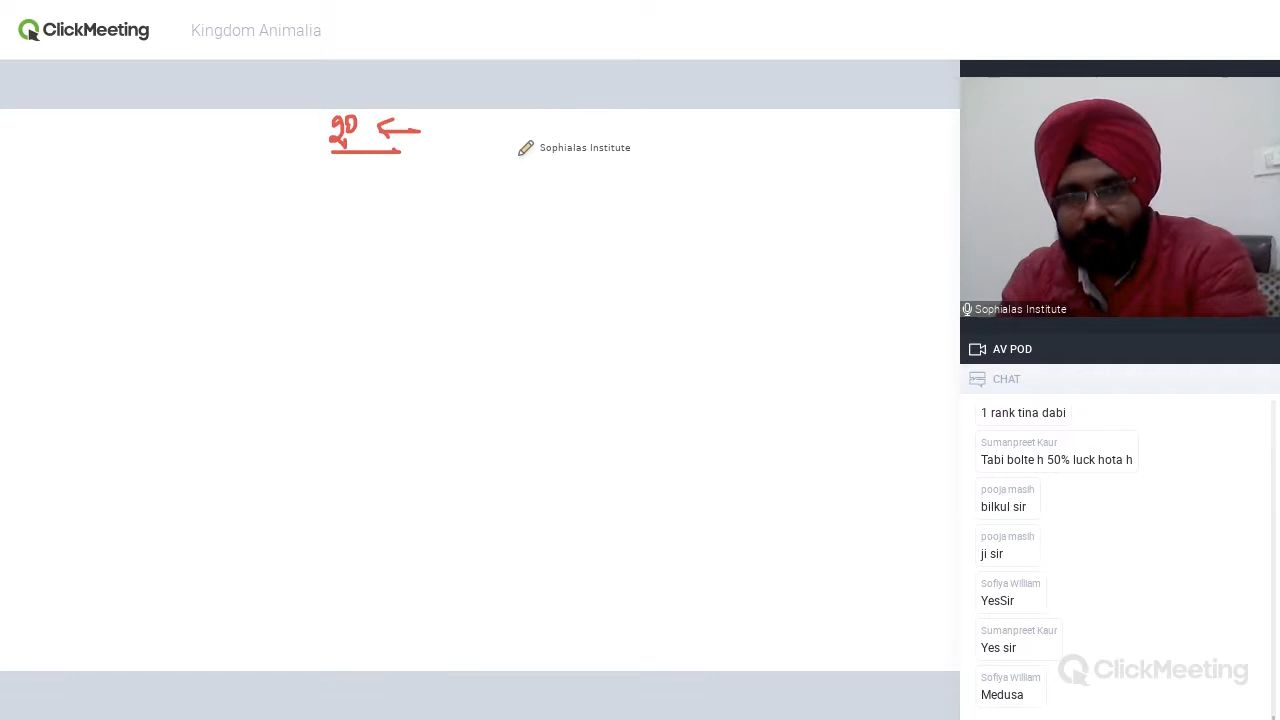 ClickMeeting
Kingdom Animalia
Sophialas Institute
Sophialas Institute
AV POD
CHAT
1 rank tina dabi
Sumanpreet Kaur
Tabi bolte h 50% luck hota h
pooja masih
bilkul sir
pooja masih
ji sir
Sofiya William
YesSir
Sumanpreet Kaur
Yes sir
Sofiya William
Medusa
ClickMeeting